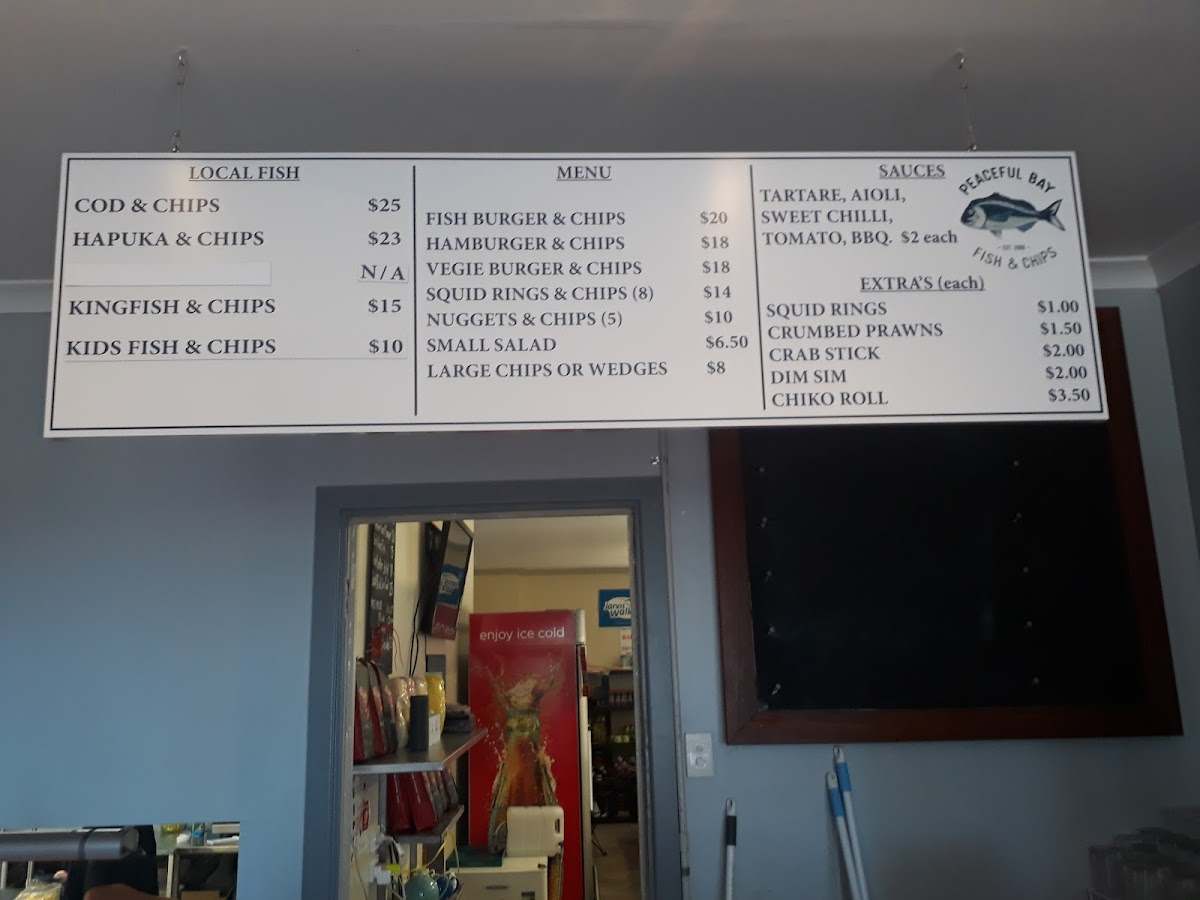 LOCAL FISH
COD & CHIPS $25
HAPUKA & CHIPS $23
N/A
KINGFISH & CHIPS $15
KIDS FISH & CHIPS $10
MENU
FISH BURGER & CHIPS $20
HAMBURGER & CHIPS $18
VEGIE BURGER & CHIPS $18
SQUID RINGS & CHIPS (8) $14
NUGGETS & CHIPS (5) $10
SMALL SALAD $6.50
LARGE CHIPS OR WEDGES $8
SAUCES
TARTARE, AIOLI,
SWEET CHILLI,
TOMATO, BBQ. $2 each
PEACEFUL BAY
FISH & CHIPS
EXTRA'S (each)
SQUID RINGS $1.00
CRUMBED PRAWNS $1.50
CRAB STICK $2.00
DIM SIM $2.00
CHIKO ROLL $3.50
enjoy ice cold